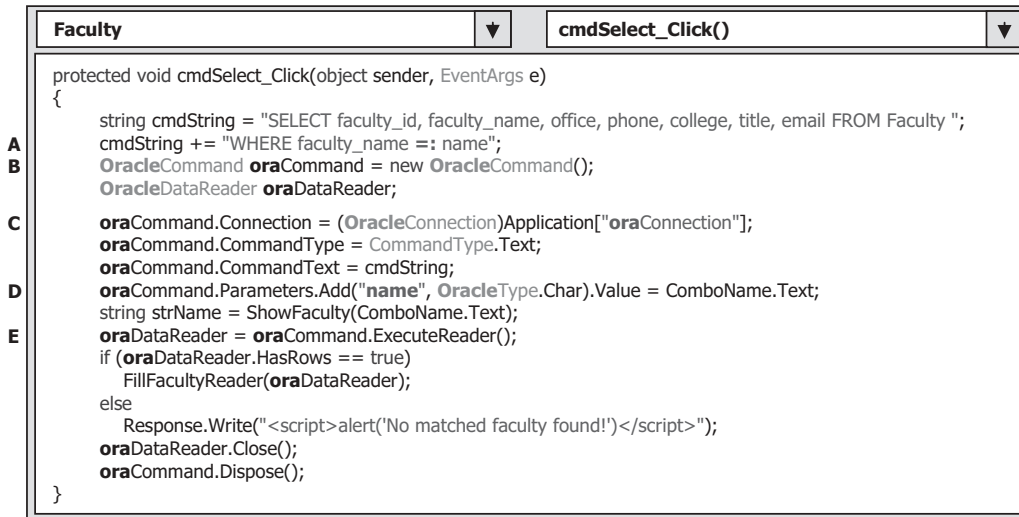 Faculty cmdSelect_Click()
protected void cmdSelect_Click(object sender, EventArgs e)
{
string cmdString = "SELECT faculty_id, faculty_name, office, phone, college, title, email FROM Faculty ";
A cmdString += "WHERE faculty_name =: name";
B OracleCommand oraCommand = new OracleCommand();
OracleDataReader oraDataReader;
C oraCommand.Connection = (OracleConnection)Application["oraConnection"];
oraCommand.CommandType = CommandType.Text;
oraCommand.CommandText = cmdString;
D oraCommand.Parameters.Add("name", OracleType.Char).Value = ComboName.Text;
string strName = ShowFaculty(ComboName.Text);
E oraDataReader = oraCommand.ExecuteReader();
if (oraDataReader.HasRows == true)
FillFacultyReader(oraDataReader);
else
Response.Write("<script>alert('No matched faculty found!')</script>");
oraDataReader.Close();
oraCommand.Dispose();
}